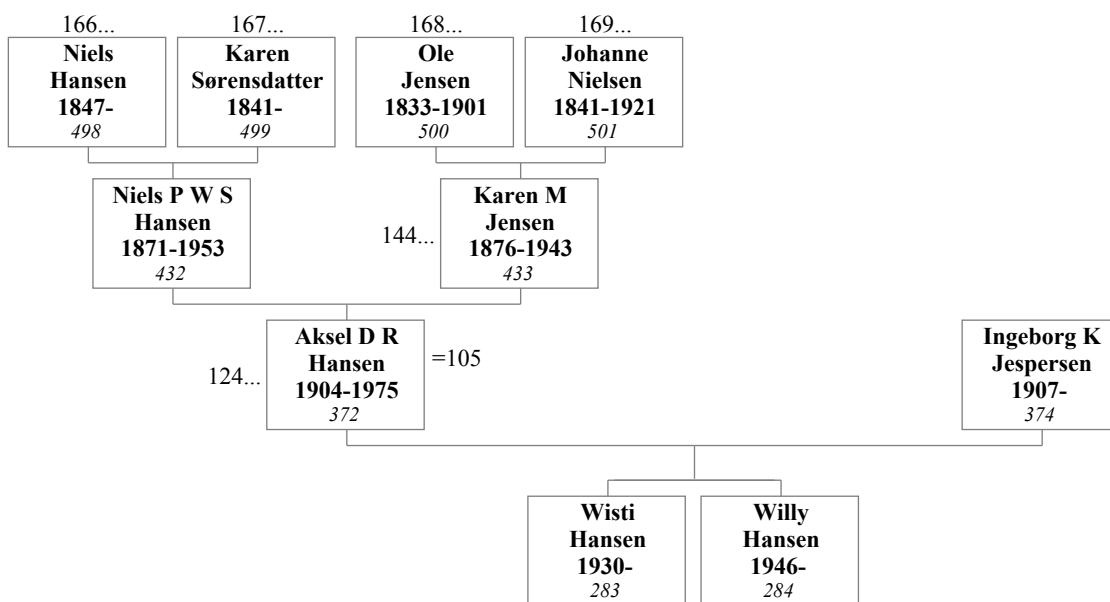 166...
167...
168...
169...
Niels
Hansen
1847-
498
Karen
Sørensdatter
1841-
499
Ole
Jensen
1833-1901
500
Johanne
Nielsen
1841-1921
501
Niels P W S
Hansen
1871-1953
432
144...
Karen M
Jensen
1876-1943
433
124...
Aksel D R
Hansen
1904-1975
372
=105
Ingeborg K
Jespersen
1907-
374
Wisti
Hansen
1930-
283
Willy
Hansen
1946-
284